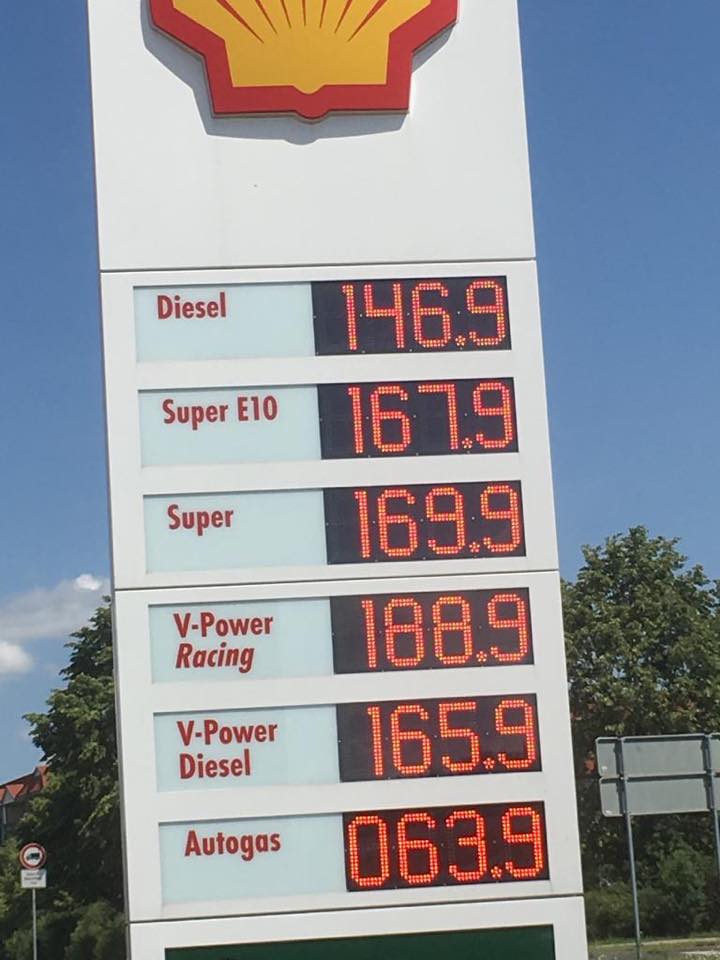 Diesel 146.9
Super E10 167.9
Super 169.9
V-Power
Racing 188.9
V-Power
Diesel 165.9
Autogas 063.9